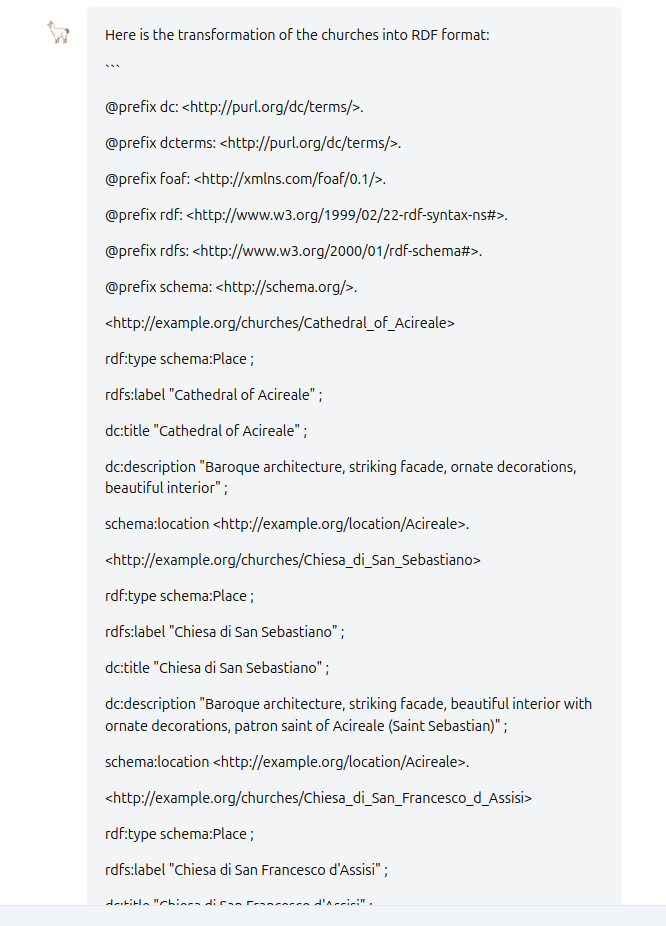 Here is the transformation of the churches into RDF format:
```
@prefix dc: <http://purl.org/dc/terms/>.
@prefix dcterms: <http://purl.org/dc/terms/>.
@prefix foaf: <http://xmlns.com/foaf/0.1/>.
@prefix rdf: <http://www.w3.org/1999/02/22-rdf-syntax-ns#>.
@prefix rdfs: <http://www.w3.org/2000/01/rdf-schema#>.
@prefix schema: <http://schema.org/>.
<http://example.org/churches/Cathedral_of_Acireale>
rdf:type schema:Place ;
rdfs:label "Cathedral of Acireale" ;
dc:title "Cathedral of Acireale" ;
dc:description "Baroque architecture, striking facade, ornate decorations,
beautiful interior" ;
schema:location <http://example.org/location/Acireale>.
<http://example.org/churches/Chiesa_di_San_Sebastiano>
rdf:type schema:Place ;
rdfs:label "Chiesa di San Sebastiano" ;
dc:title "Chiesa di San Sebastiano" ;
dc:description "Baroque architecture, striking facade, beautiful interior with
ornate decorations, patron saint of Acireale (Saint Sebastian)" ;
schema:location <http://example.org/location/Acireale>.
<http://example.org/churches/Chiesa_di_San_Francesco_d_Assisi>
rdf:type schema:Place ;
rdfs:label "Chiesa di San Francesco d'Assisi" ;
dc:title "Chiesa di San Francesco d'Assisi" ;